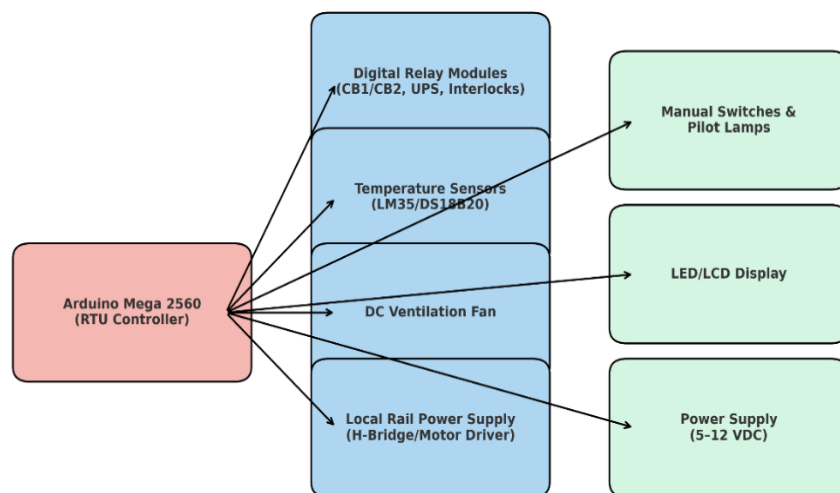 Digital Relay Modules
(CB1/CB2, UPS, Interlocks)
Manual Switches &
Pilot Lamps
Temperature Sensors
(LM35/DS18B20)
LED/LCD Display
Arduino Mega 2560
(RTU Controller)
DC Ventilation Fan
Local Rail Power Supply
(H-Bridge/Motor Driver)
Power Supply
(5–12 VDC)